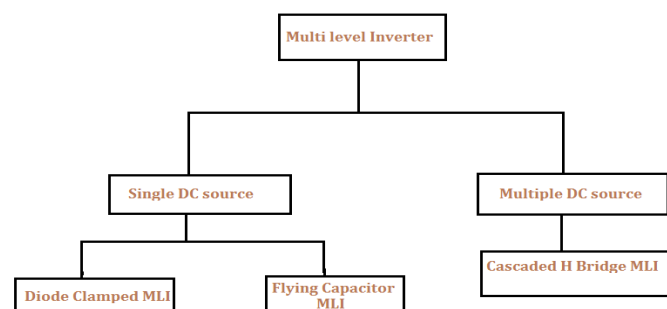 Multi level Inverter
Single DC source
Multiple DC source
Cascaded H Bridge MLI
Diode Clamped MLI
Flying Capacitor
MLI